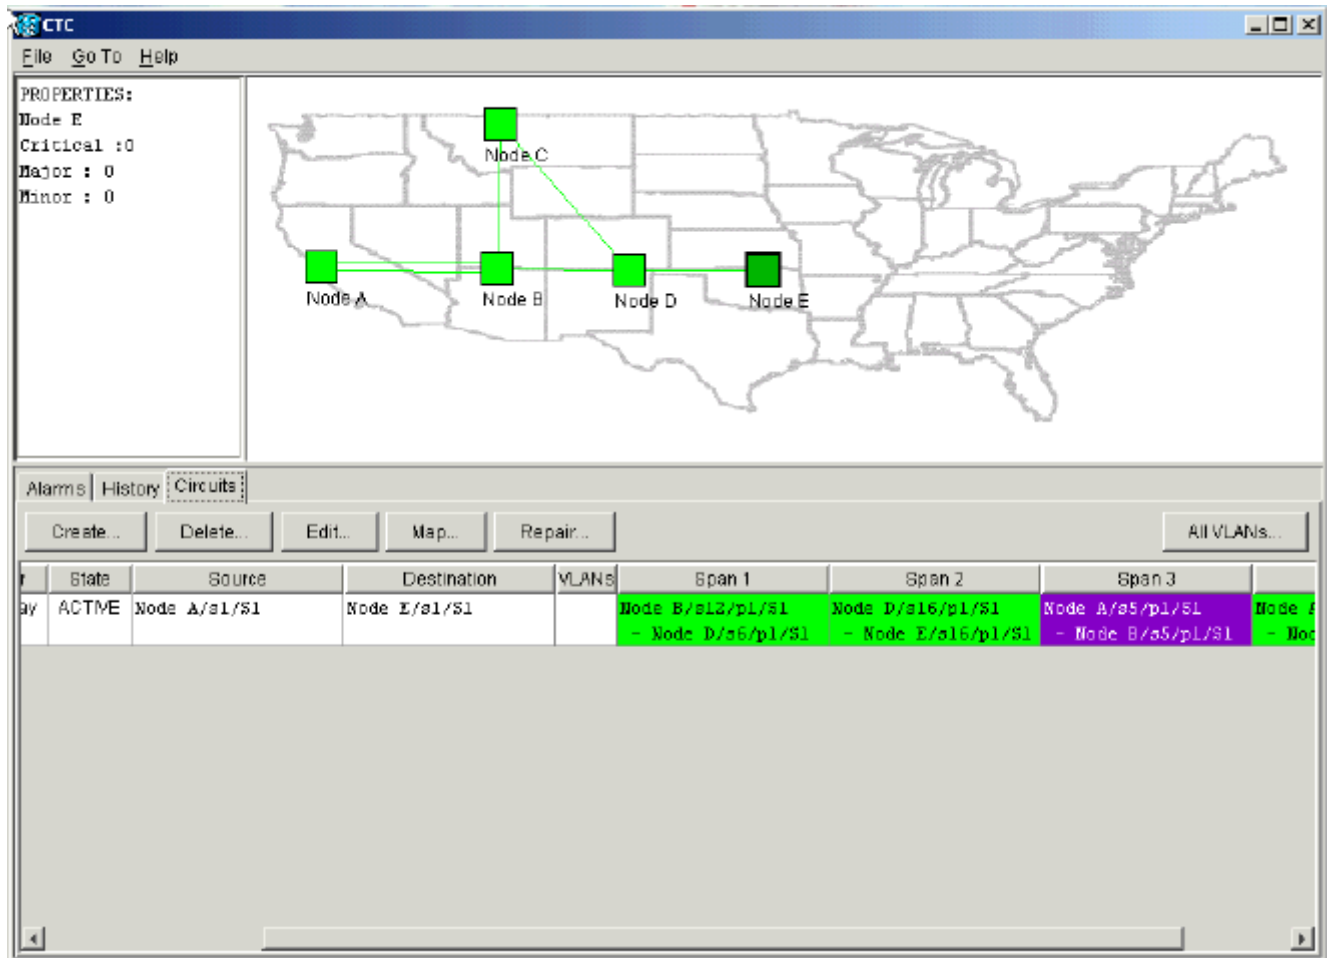 CTC
File Go To Help
PROPERTIES:
Node E
Critical :0
Major : 0
Minor : 0
Node C
Node A
Node B
Node D
Node E
Alarms History Circuits
Create... Delete... Edit... Map... Repair... All VLANs...
r State Source Destination VLANs Span 1 Span 2 Span 3
ay ACTIVE Node A/s1/S1 Node E/s1/S1 Node B/s12/p1/S1 Node D/s16/p1/S1 Node A/s5/p1/S1 Node
- Node D/s6/p1/S1 - Node E/s16/p1/S1 - Node B/s5/p1/S1 - Noc